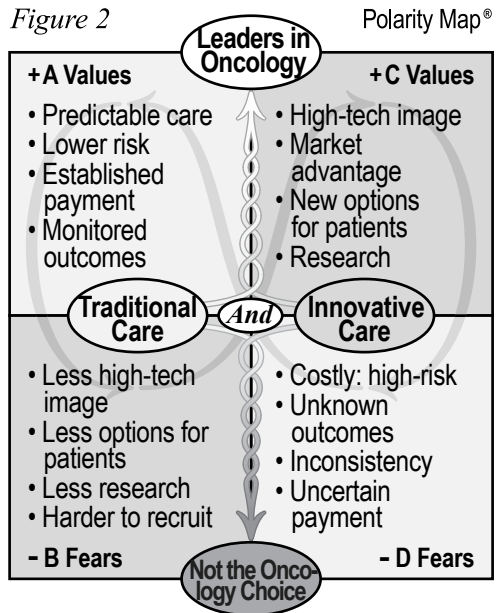 Figure 2
Polarity Map®
Leaders in
Oncology
+A Values
• Predictable care
• Lower risk
• Established
payment
• Monitored
outcomes
+C Values
• High-tech image
• Market
advantage
• New options
for patients
• Research
Traditional
Care
And
Innovative
Care
• Less high-tech
image
• Less options for
patients
• Less research
• Harder to recruit
– B Fears
• Costly: high-risk
• Unknown
outcomes
• Inconsistency
• Uncertain
payment
– D Fears
Not the Onco-
logy Choice